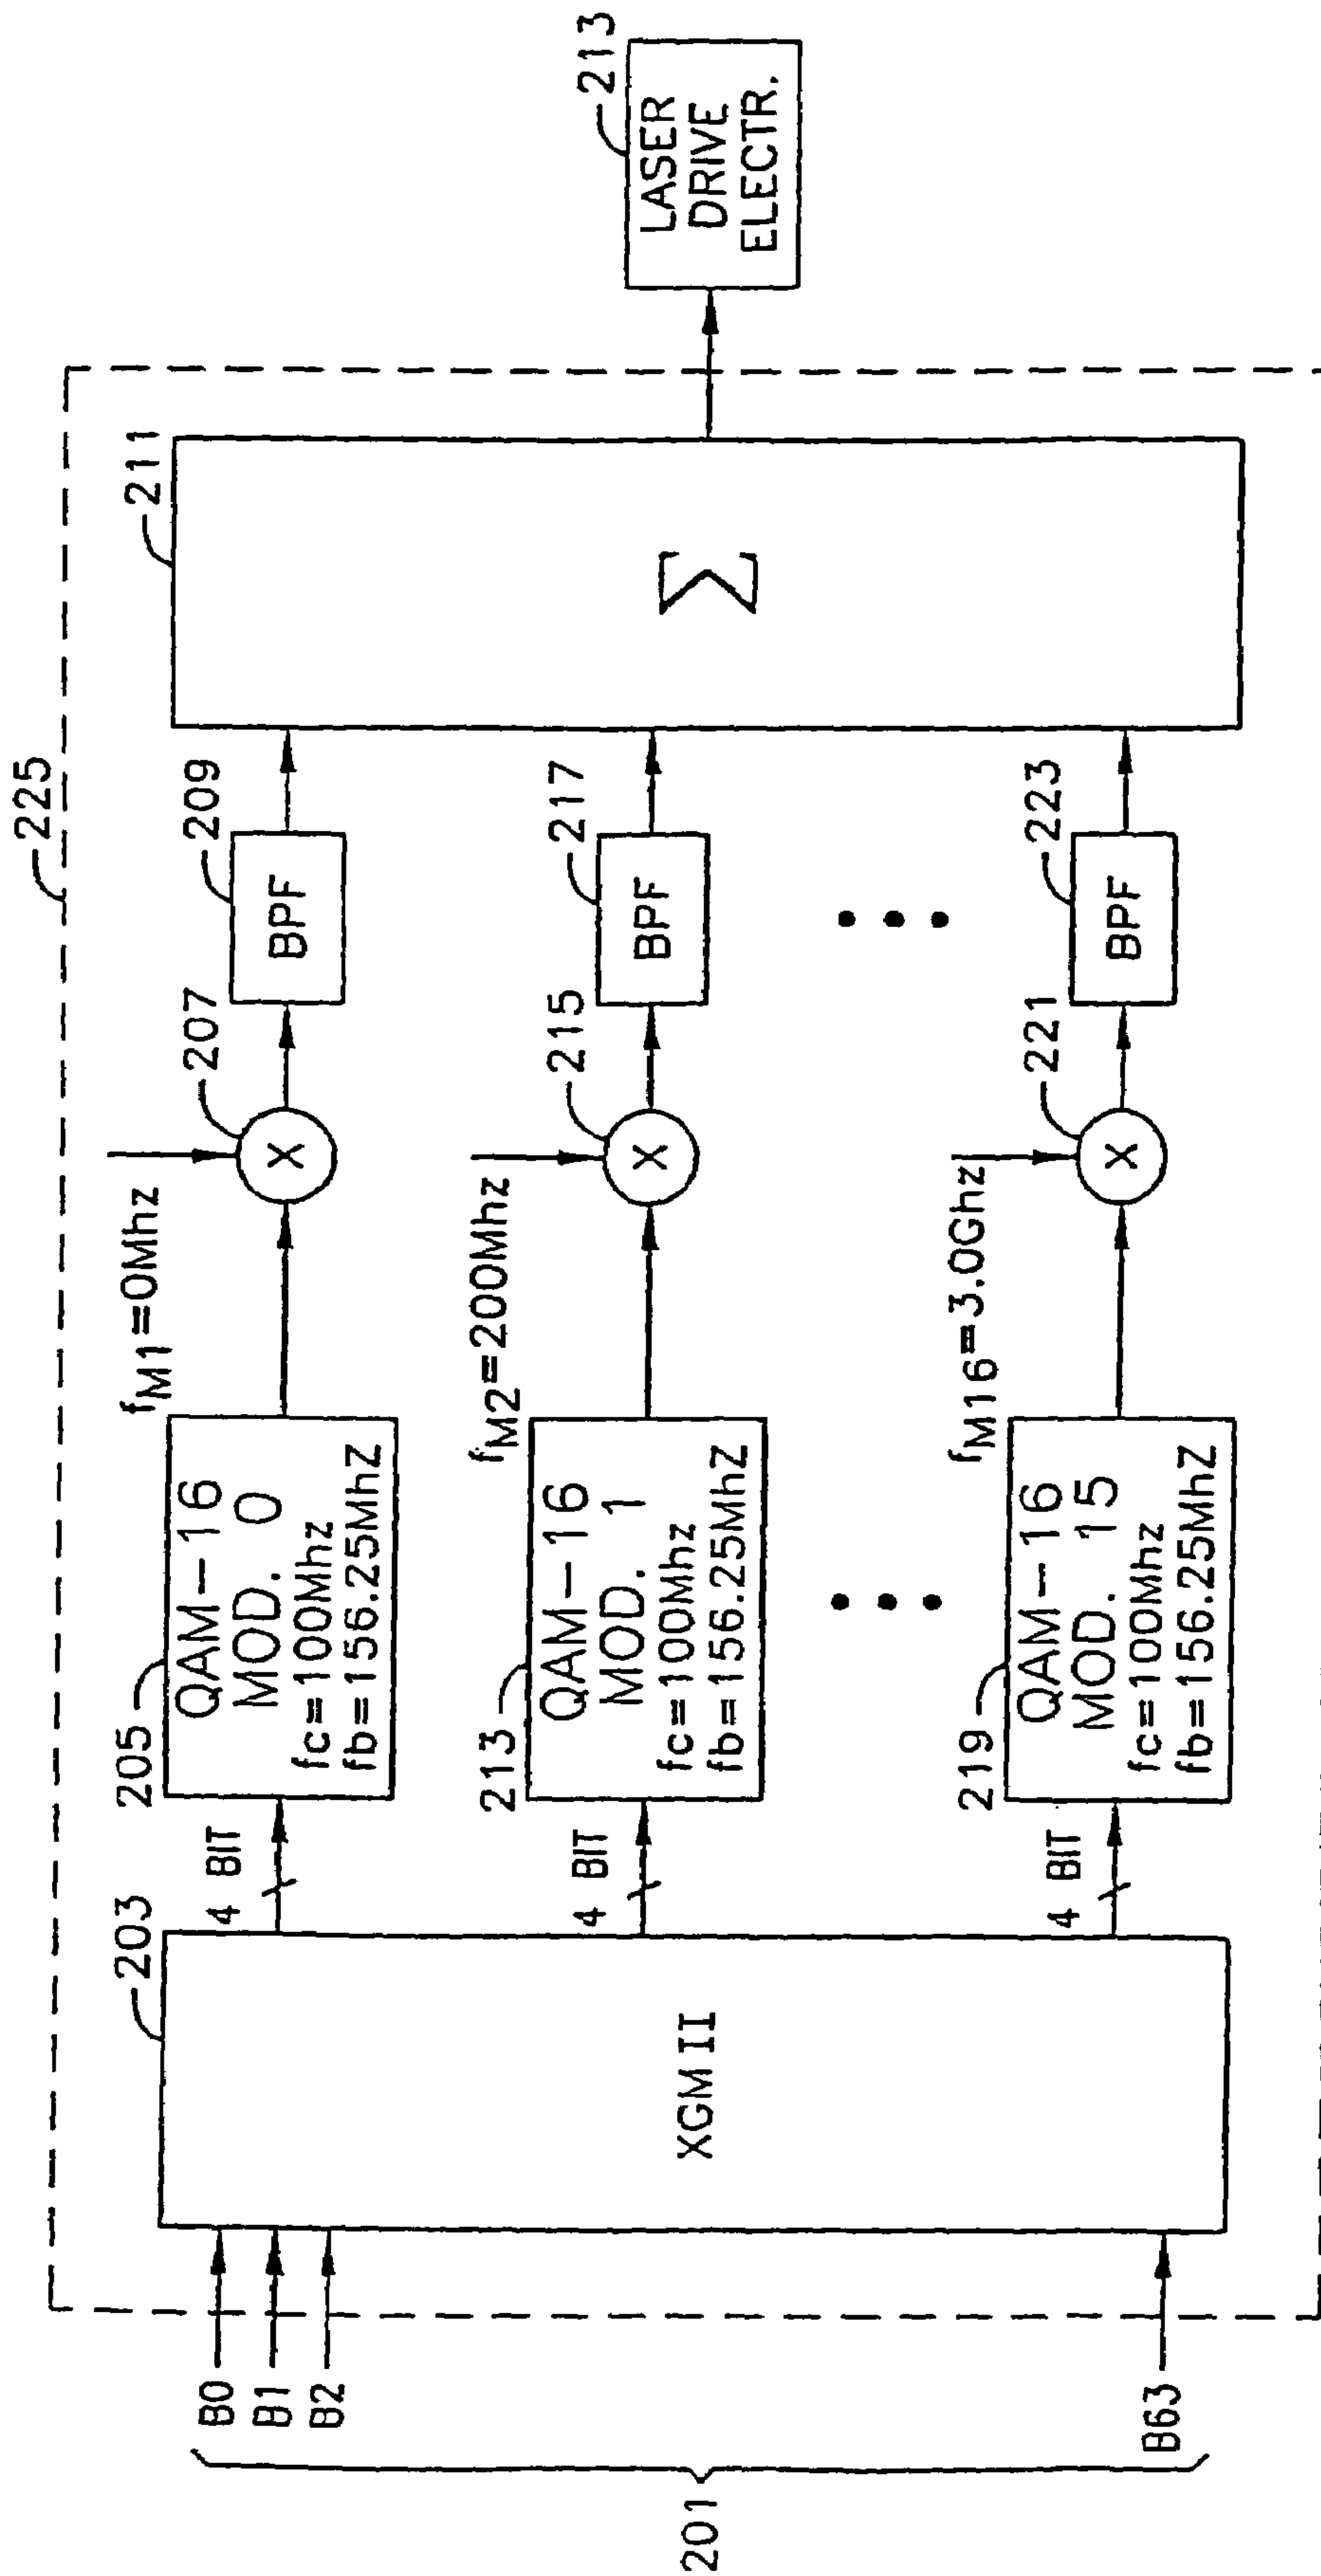 225
201
B0
B1
B2
B63
203
XGM II
4 BIT
4 BIT
4 BIT
205
QAM-16
MOD. 0
fc=100Mhz
fb=156.25MhZ
213
QAM-16
MOD. 1
fc=100Mhz
fb=156.25MhZ
219
QAM-16
MOD. 15
fc=100Mhz
fb=156.25MhZ
fM1=0Mhz
207
X
fM2=200Mhz
215
X
fM16=3.0Ghz
221
X
209
BPF
217
BPF
223
BPF
211
Σ
213
LASER
DRIVE
ELECTR.